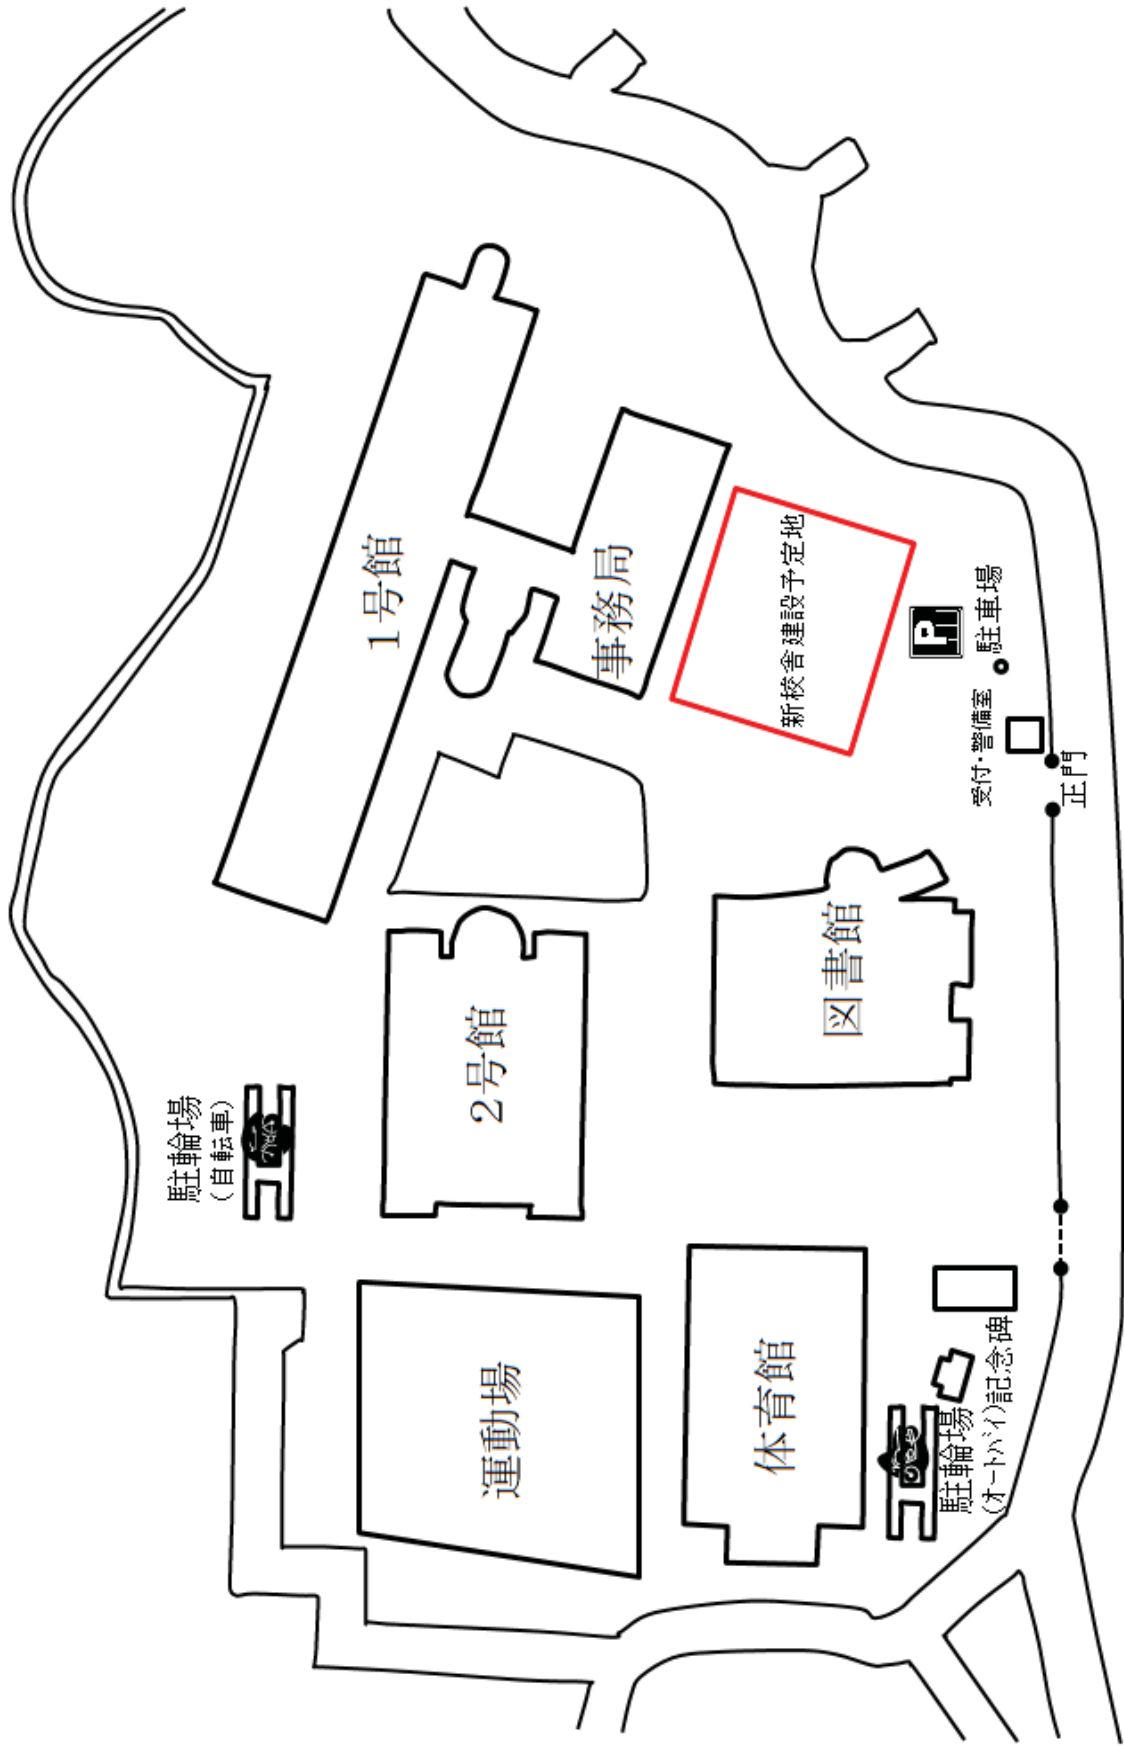 1号館
事務局
新校舎建設予定地
P
駐車場
受付・警備室
正門
2号館
図書館
駐輪場
(自転車)
運動場
体育館
駐輪場
(オートバイ)
記念碑